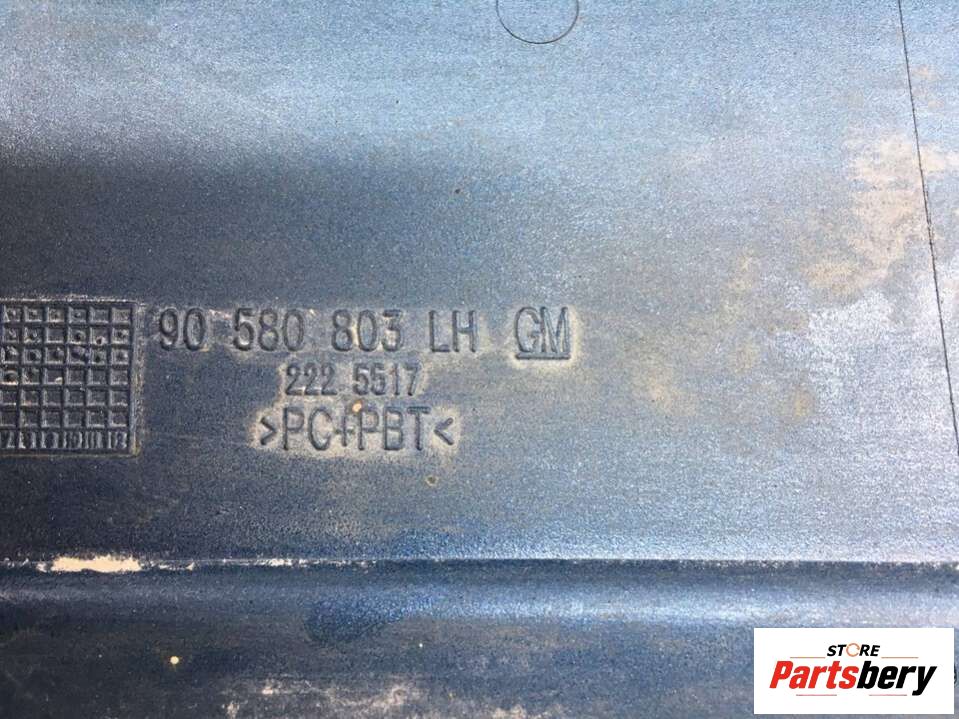 90 580 803 LH GM
222 5517
>PC+PBT<
STORE
Partsbery